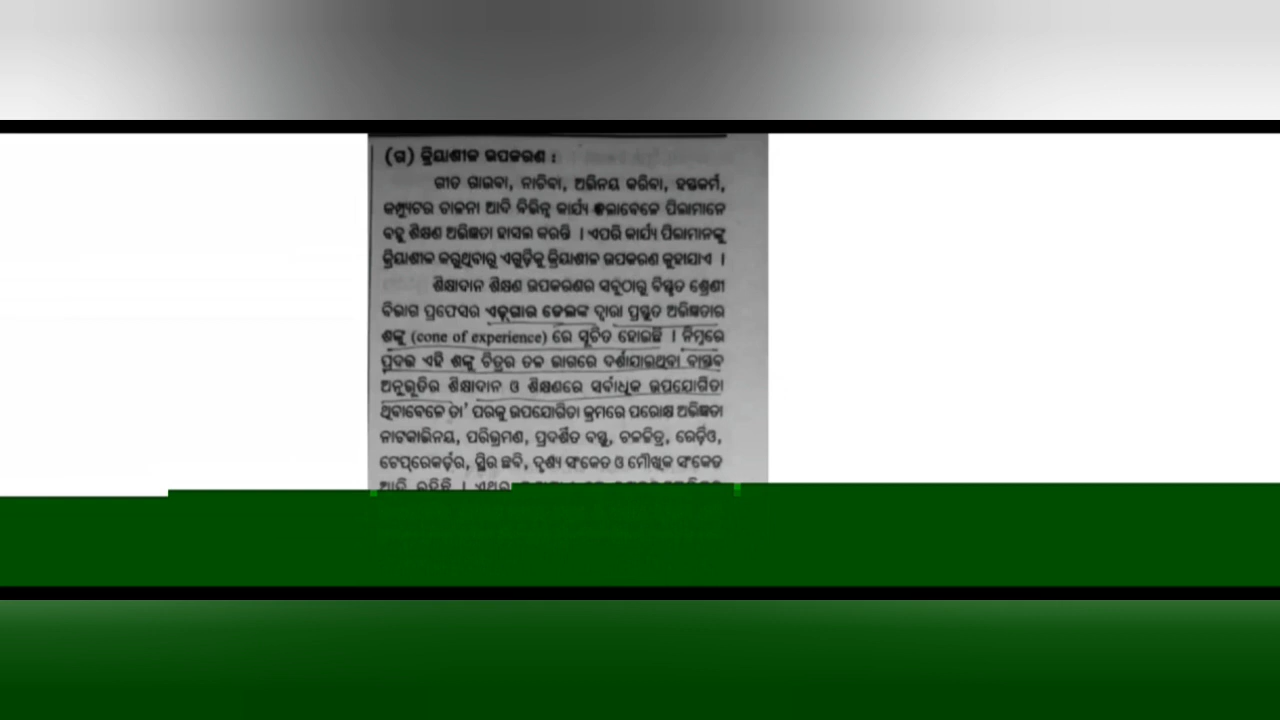 (ଗ) କ୍ରିୟାଶୀଳ ଉପକରଣ :
ଗୀତ ଗାଇବା, ନାଚିବା, ଅଭିନୟ କରିବା, ହସ୍ତକର୍ମ,
କମ୍ପ୍ୟୁଟର ଚାଳନା ଆଦି ବିଭିନ୍ନ କାର୍ଯ୍ୟ କଲାବେଳେ ପିଲାମାନେ
ବହୁ ଶିକ୍ଷଣ ଅଭିଜ୍ଞତା ହାସଲ କରନ୍ତି । ଏପରି କାର୍ଯ୍ୟ ପିଲାମାନଙ୍କୁ
କ୍ରିୟାଶୀଳ କରୁଥିବାରୁ ଏଗୁଡ଼ିକୁ କ୍ରିୟାଶୀଳ ଉପକରଣ କୁହାଯାଏ ।
ଶିକ୍ଷାଦାନ ଶିକ୍ଷଣ ଉପକରଣର ସବୁଠାରୁ ବିସ୍ତୃତ ଶ୍ରେଣୀ
ବିଭାଗ ପ୍ରଫେସର ଏଡ୍‌ଗାର ଡେଲଙ୍କ ଦ୍ୱାରା ପ୍ରସ୍ତୁତ ଅଭିଜ୍ଞତାର
ଶଙ୍କୁ (cone of experience) ରେ ସୂଚିତ ହୋଇଛି । ନିମ୍ନରେ
ପ୍ରଦତ୍ତ ଏହି ଶଙ୍କୁ ଚିତ୍ରର ତଳ ଭାଗରେ ଦର୍ଶାଯାଇଥିବା ବାସ୍ତବ
ଅନୁଭୂତିର ଶିକ୍ଷାଦାନ ଓ ଶିକ୍ଷଣରେ ସର୍ବାଧିକ ଉପଯୋଗିତା
ଥିବାବେଳେ ତା' ପରକୁ ଉପଯୋଗିତା କ୍ରମରେ ପରୋକ୍ଷ ଅଭିଜ୍ଞତା
ନାଟକାଭିନୟ, ପରିଭ୍ରମଣ, ପ୍ରଦର୍ଶିତ ବସ୍ତୁ, ଚଳଚ୍ଚିତ୍ର, ରେଡ଼ିଓ,
ଟେପ୍‌ରେକର୍ଡ଼ର, ସ୍ଥିର ଛବି, ଦୃଶ୍ୟ ସଂକେତ ଓ ମୌଖିକ ସଂକେତ
ଆଦି ରହିଛି । ଏଥିର